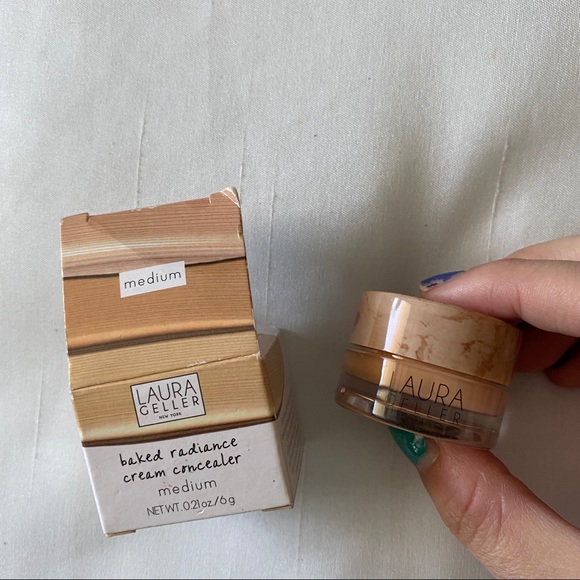 medium
LAURA
GELLER
NEW YORK
baked radiance
cream concealer
medium
NET WT. 0.21oz/6g
LAURA
GELLER